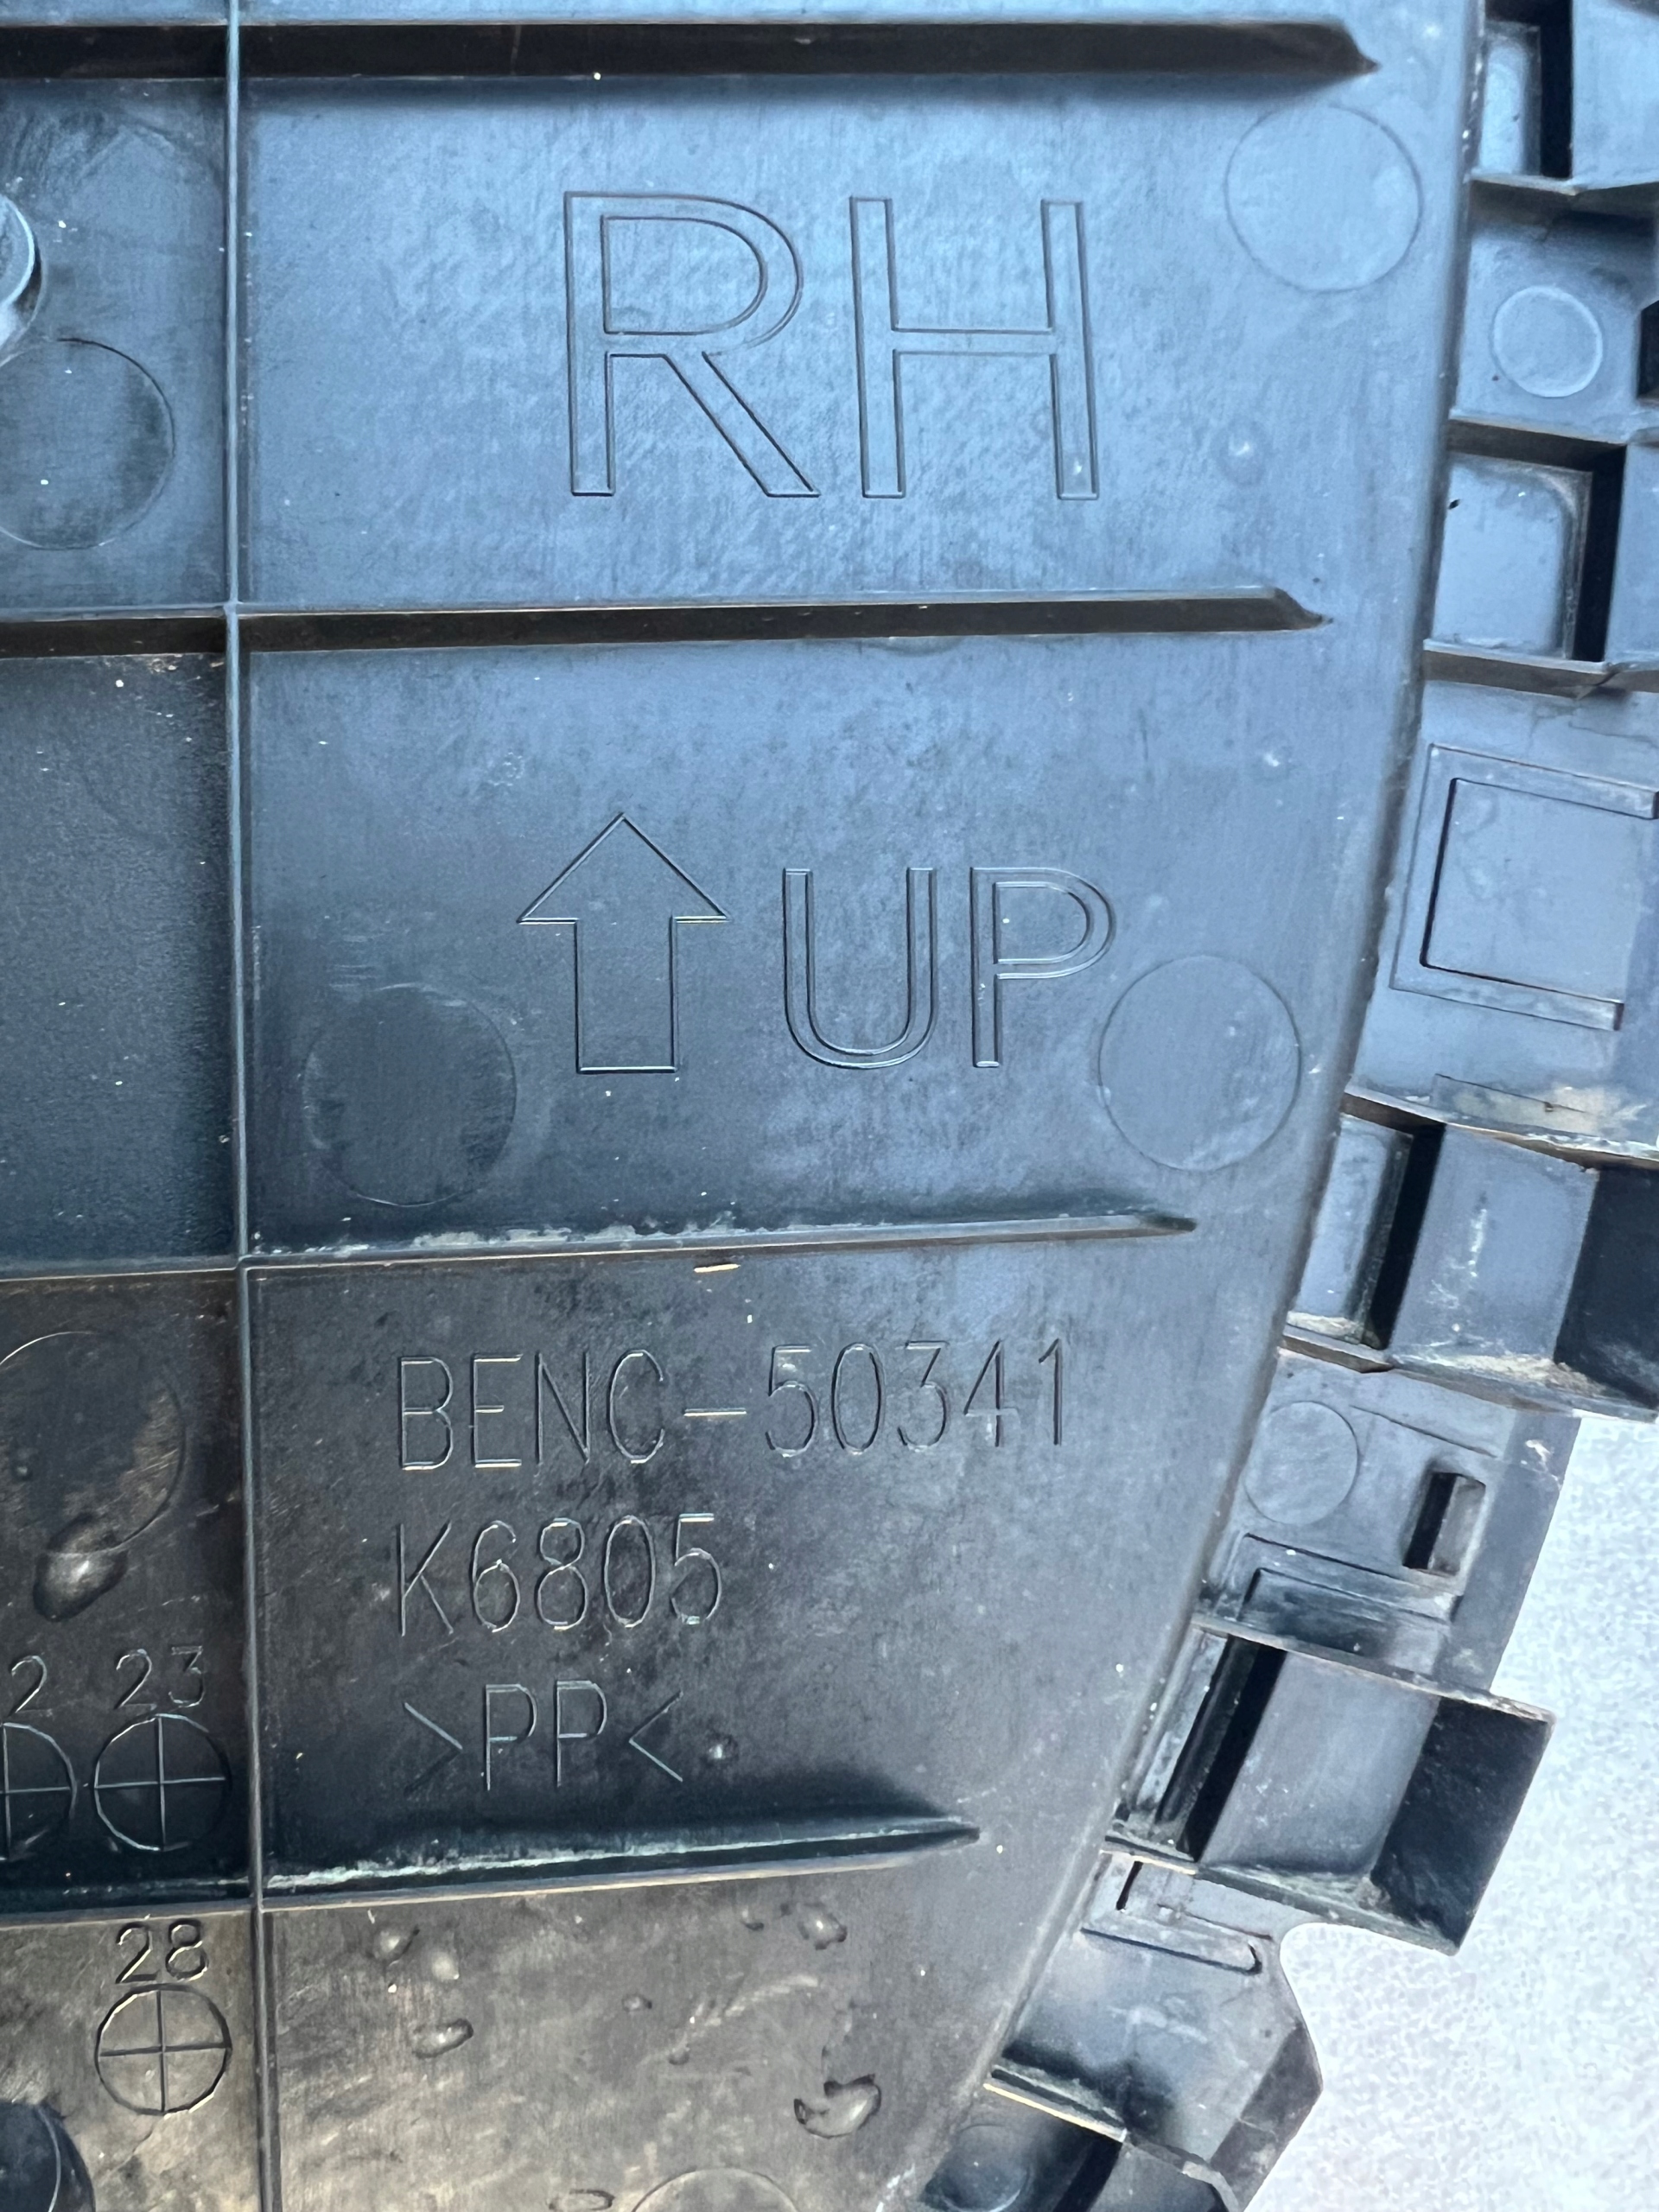 RH
↑ UP
BENC-50341
K6805
>PP<
2 23
28